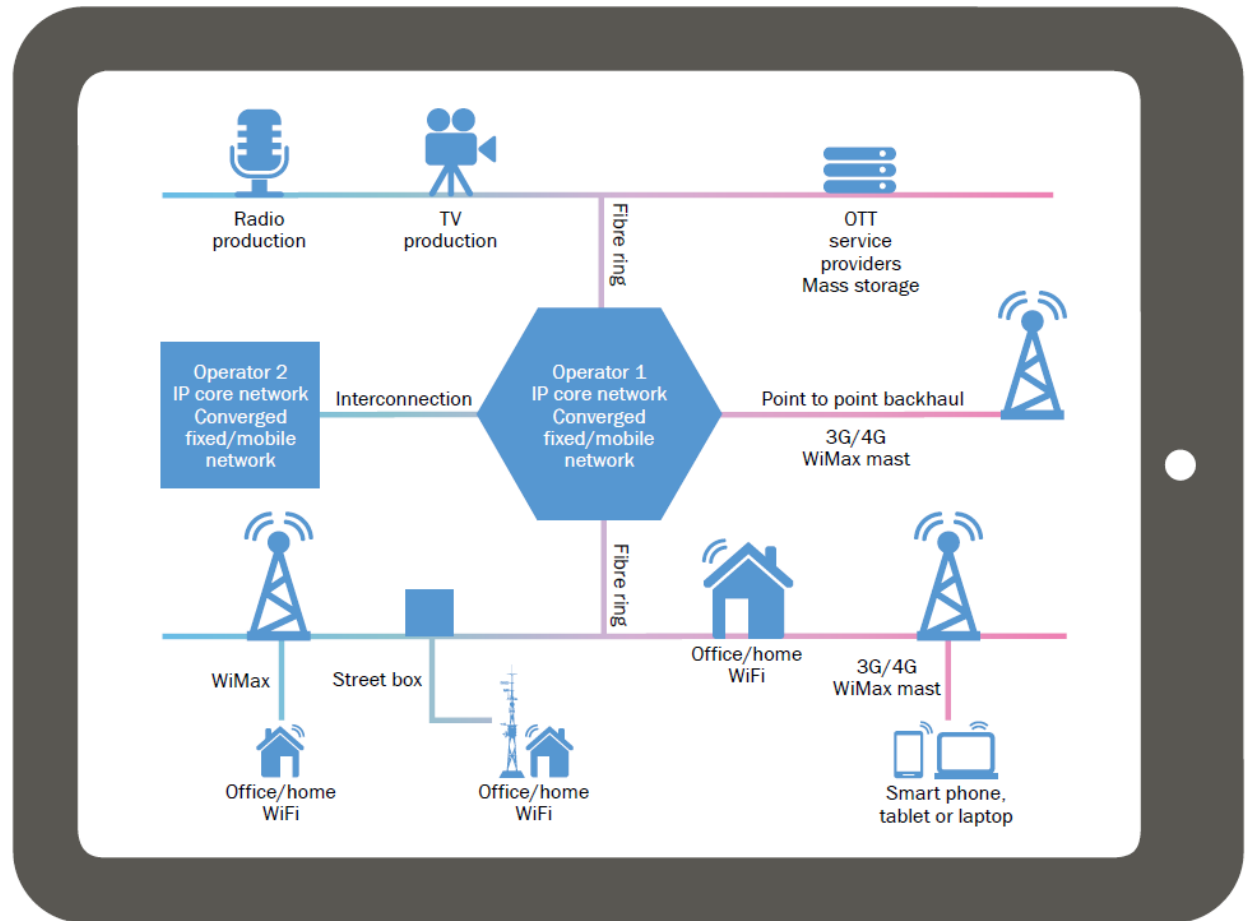 Radio
production
TV
production
Fibre ring
OTT
service
providers
Mass storage
Operator 2
IP core network
Converged
fixed/mobile
network
Interconnection
Operator 1
IP core network
Converged
fixed/mobile
network
Point to point backhaul
3G/4G
WiMax mast
Fibre ring
WiMax
Street box
Office/home
WiFi
3G/4G
WiMax mast
Office/home
WiFi
Office/home
WiFi
Smart phone,
tablet or laptop